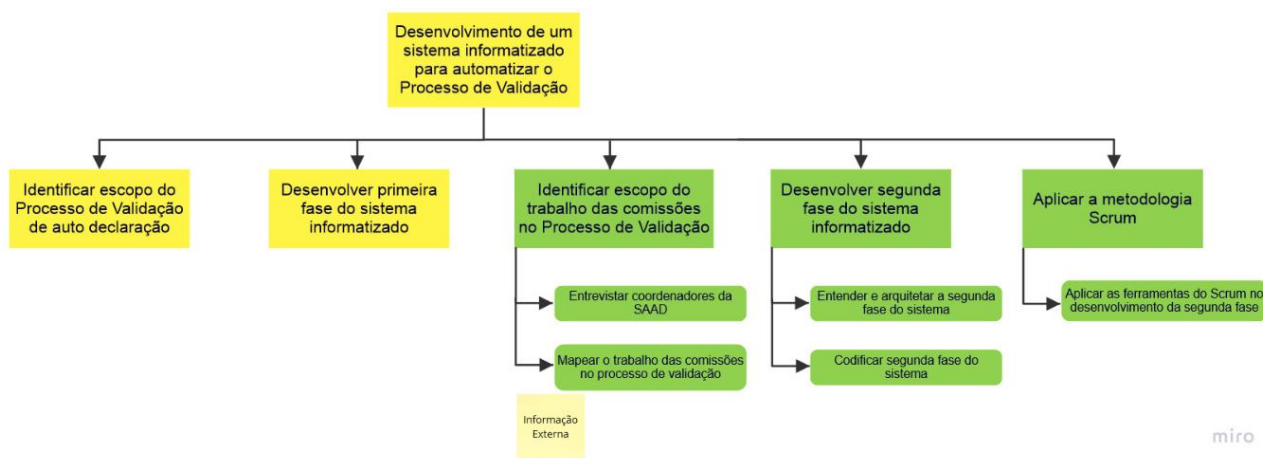 Desenvolvimento de um
sistema informatizado
para automatizar o
Processo de Validação
Identificar escopo do
Processo de Validação
de auto declaração
Desenvolver primeira
fase do sistema
informatizado
Identificar escopo do
trabalho das comissões
no Processo de Validação
Desenvolver segunda
fase do sistema
informatizado
Aplicar a metodologia
Scrum
Entrevistar coordenadores da
SAAD
Mapear o trabalho das comissões
no processo de validação
Entender e arquitetar a segunda
fase do sistema
Codificar segunda fase do
sistema
Aplicar as ferramentas do Scrum no
desenvolvimento da segunda fase
Informação
Externa
miro